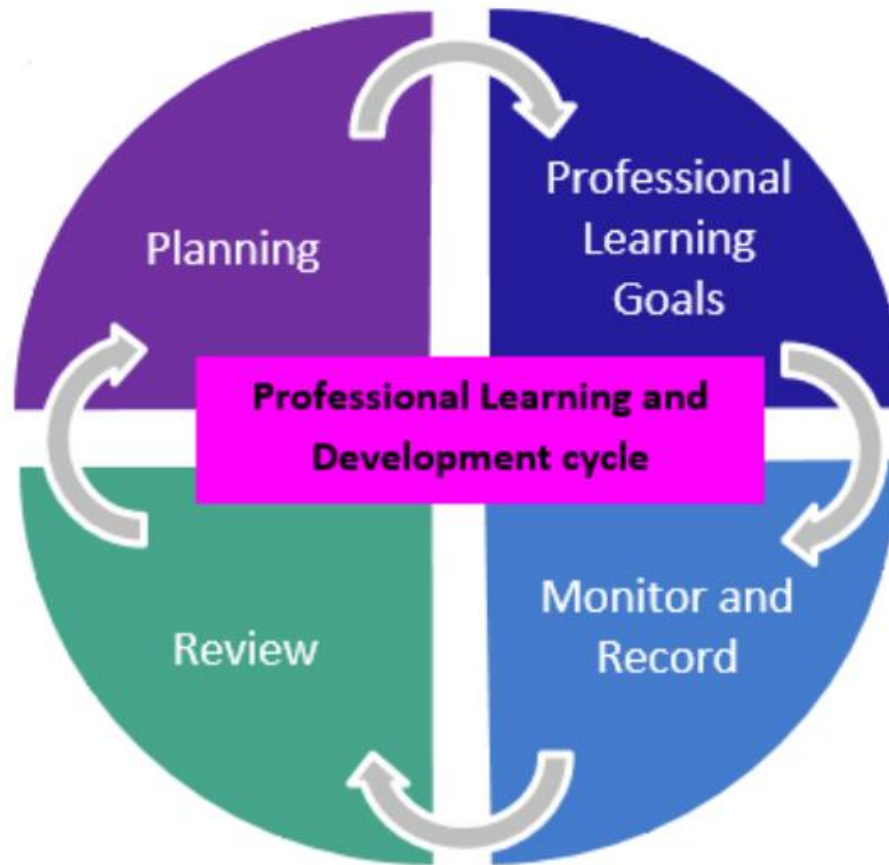 Planning
Professional
Learning
Goals
Professional Learning and
Development cycle
Review
Monitor and
Record